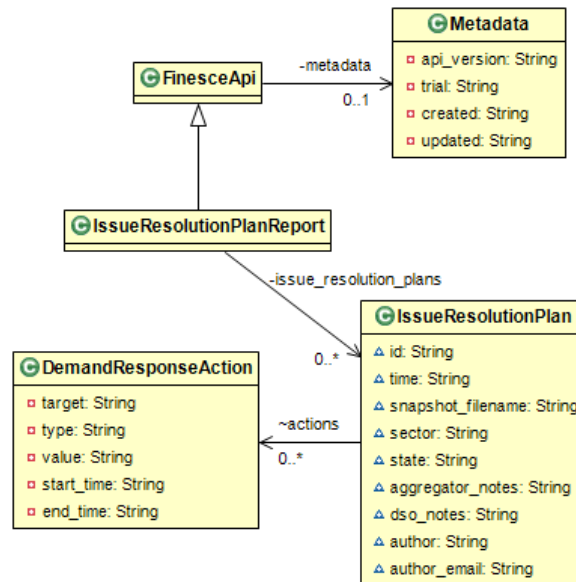 Metadata
api_version: String
trial: String
created: String
updated: String
FinesceApi
-metadata
0..1
IssueResolutionPlanReport
-issue_resolution_plans
0..*
IssueResolutionPlan
id: String
time: String
snapshot_filename: String
sector: String
state: String
aggregator_notes: String
dso_notes: String
author: String
author_email: String
DemandResponseAction
target: String
type: String
value: String
start_time: String
end_time: String
~actions
0..*